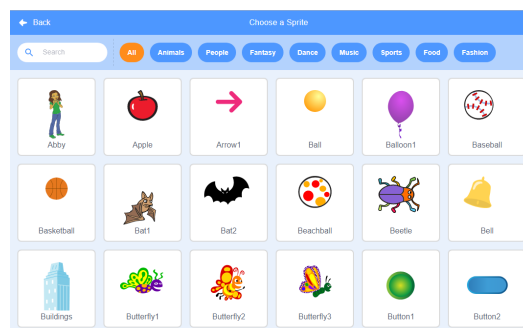 Back
Choose a Sprite
Search
All
Animals
People
Fantasy
Dance
Music
Sports
Food
Fashion
Abby
Apple
Arrow1
Ball
Balloon1
Baseball
Basketball
Bat1
Bat2
Beachball
Beetle
Bell
Buildings
Butterfly1
Butterfly2
Butterfly3
Button1
Button2